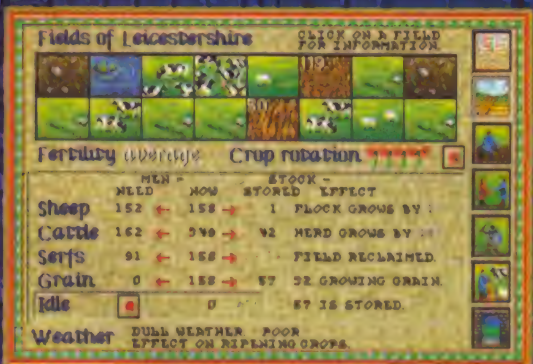 Fields of Leicestershire
CLICK ON A FIELD
FOR INFORMATION.
Fertility average Crop rotation
MEN - STOCK -
NEED NOW STORED EFFECT
Sheep 152 158 1 FLOCK GROWS BY
Cattle 162 42 HERD GROWS BY
Serfs 91 158 FIELD RECLAIMED.
Grain 0 158 57 52 GROWING GRAIN.
Idle 0 57 IS STORED.
Weather DULL WEATHER. POOR
EFFECT ON RIPENING CROPS.